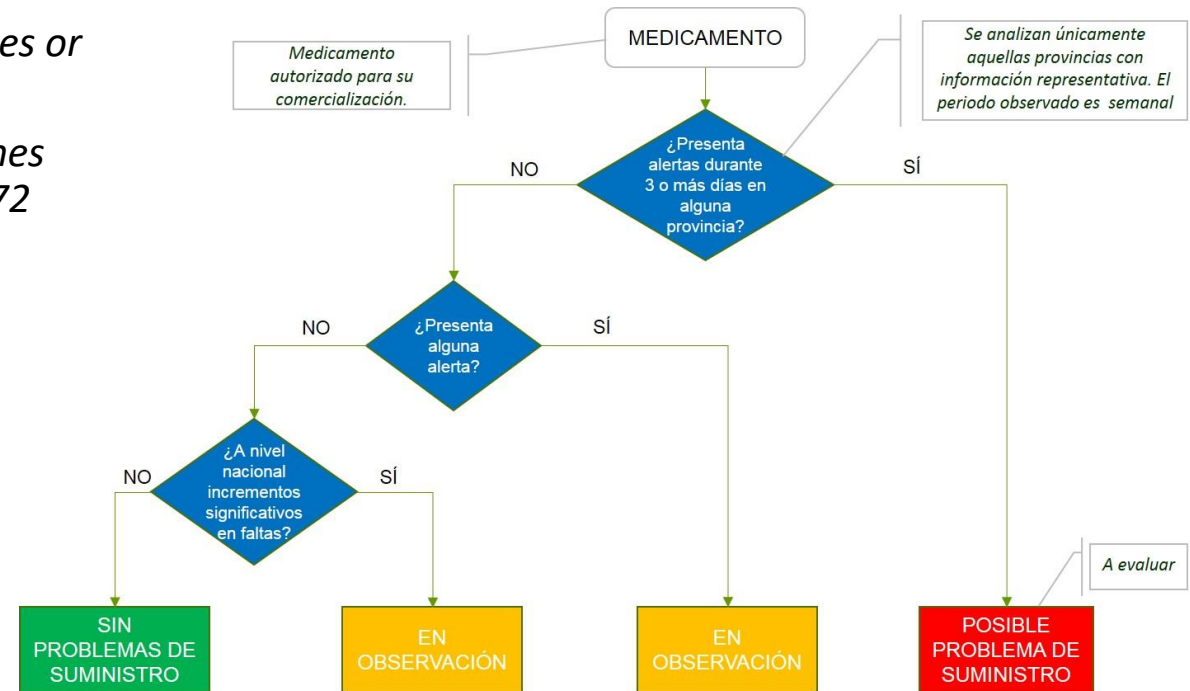 es or
nes
72
MEDICAMENTO
Medicamento
autorizado para su
comercialización.
Se analizan únicamente
aquellas provincias con
información representativa. El
periodo observado es semanal
¿Presenta
alertas durante
3 o más días en
alguna
provincia?
NO
SÍ
¿Presenta
alguna
alerta?
NO
SÍ
¿A nivel
nacional
incrementos
significativos
en faltas?
NO
SÍ
A evaluar
SIN
PROBLEMAS DE
SUMINISTRO
EN
OBSERVACIÓN
EN
OBSERVACIÓN
POSIBLE
PROBLEMA DE
SUMINISTRO